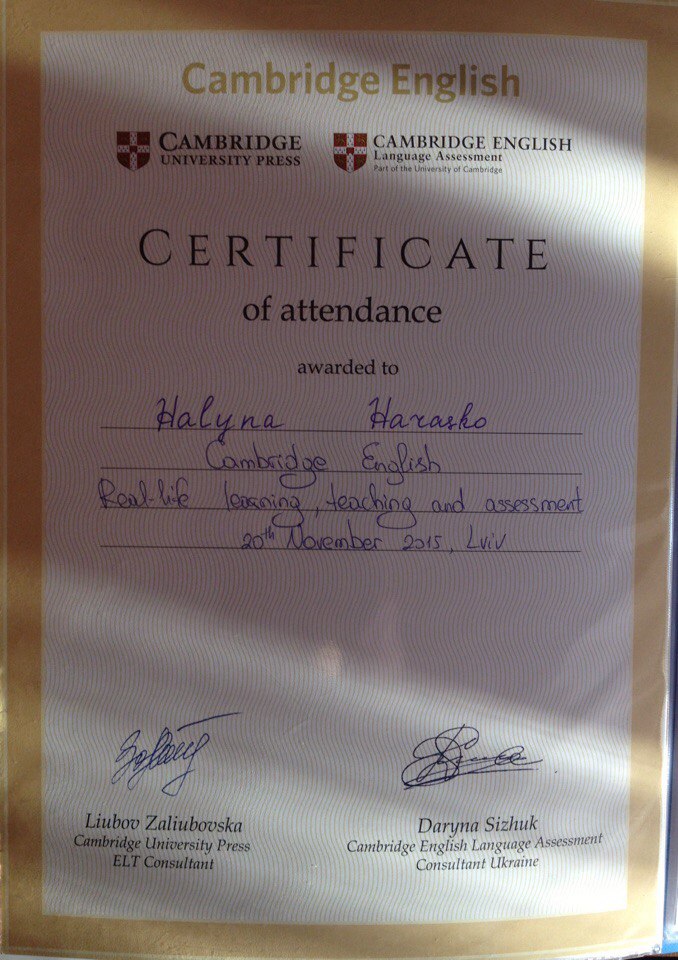 Cambridge English
CAMBRIDGE
UNIVERSITY PRESS
CAMBRIDGE ENGLISH
Language Assessment
Part of the University of Cambridge
CERTIFICATE
of attendance
awarded to
Halyna Harasko
Cambridge English
Real-life learning, teaching and assessment
20th November 2015, Lviv
Liubov Zaliubovska
Cambridge University Press
ELT Consultant
Daryna Sizhuk
Cambridge English Language Assessment
Consultant Ukraine